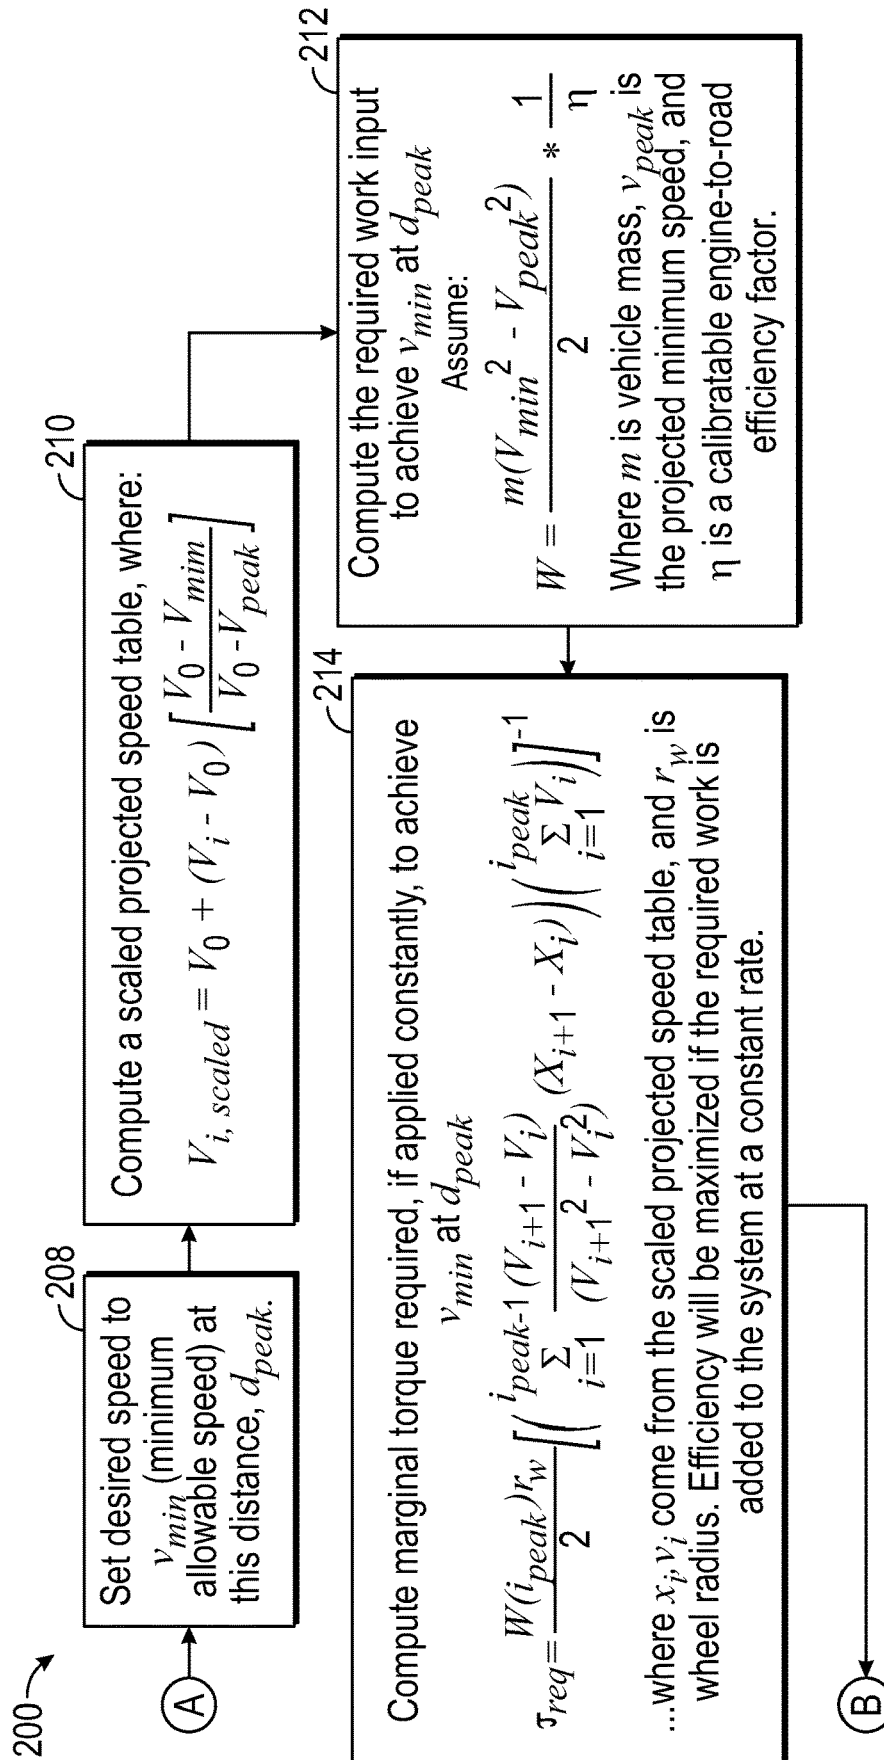 200
A
208
Set desired speed to
v_min (minimum
allowable speed) at
this distance, d_peak.
210
Compute a scaled projected speed table, where:
V_{i, scaled} = V_0 + (V_i - V_0) [ (V_0 - V_mim) / (V_0 - V_peak) ]
212
Compute the required work input
to achieve v_min at d_peak
Assume:
W = m(V_min^2 - V_peak^2) / 2 * 1 / η
Where m is vehicle mass, v_peak is
the projected minimum speed, and
η is a calibratable engine-to-road
efficiency factor.
214
Compute marginal torque required, if applied constantly, to achieve
v_min at d_peak
τ_req = W(i_peak)r_w / 2 [ ( Σ_{i=1}^{i_peak-1} (V_{i+1} - V_i) / (V_{i+1}^2 - V_i^2) (X_{i+1} - X_i) ) ( Σ_{i=1}^{i_peak} V_i ) ]^{-1}
...where x_i, v_i come from the scaled projected speed table, and r_w is
wheel radius. Efficiency will be maximized if the required work is
added to the system at a constant rate.
B